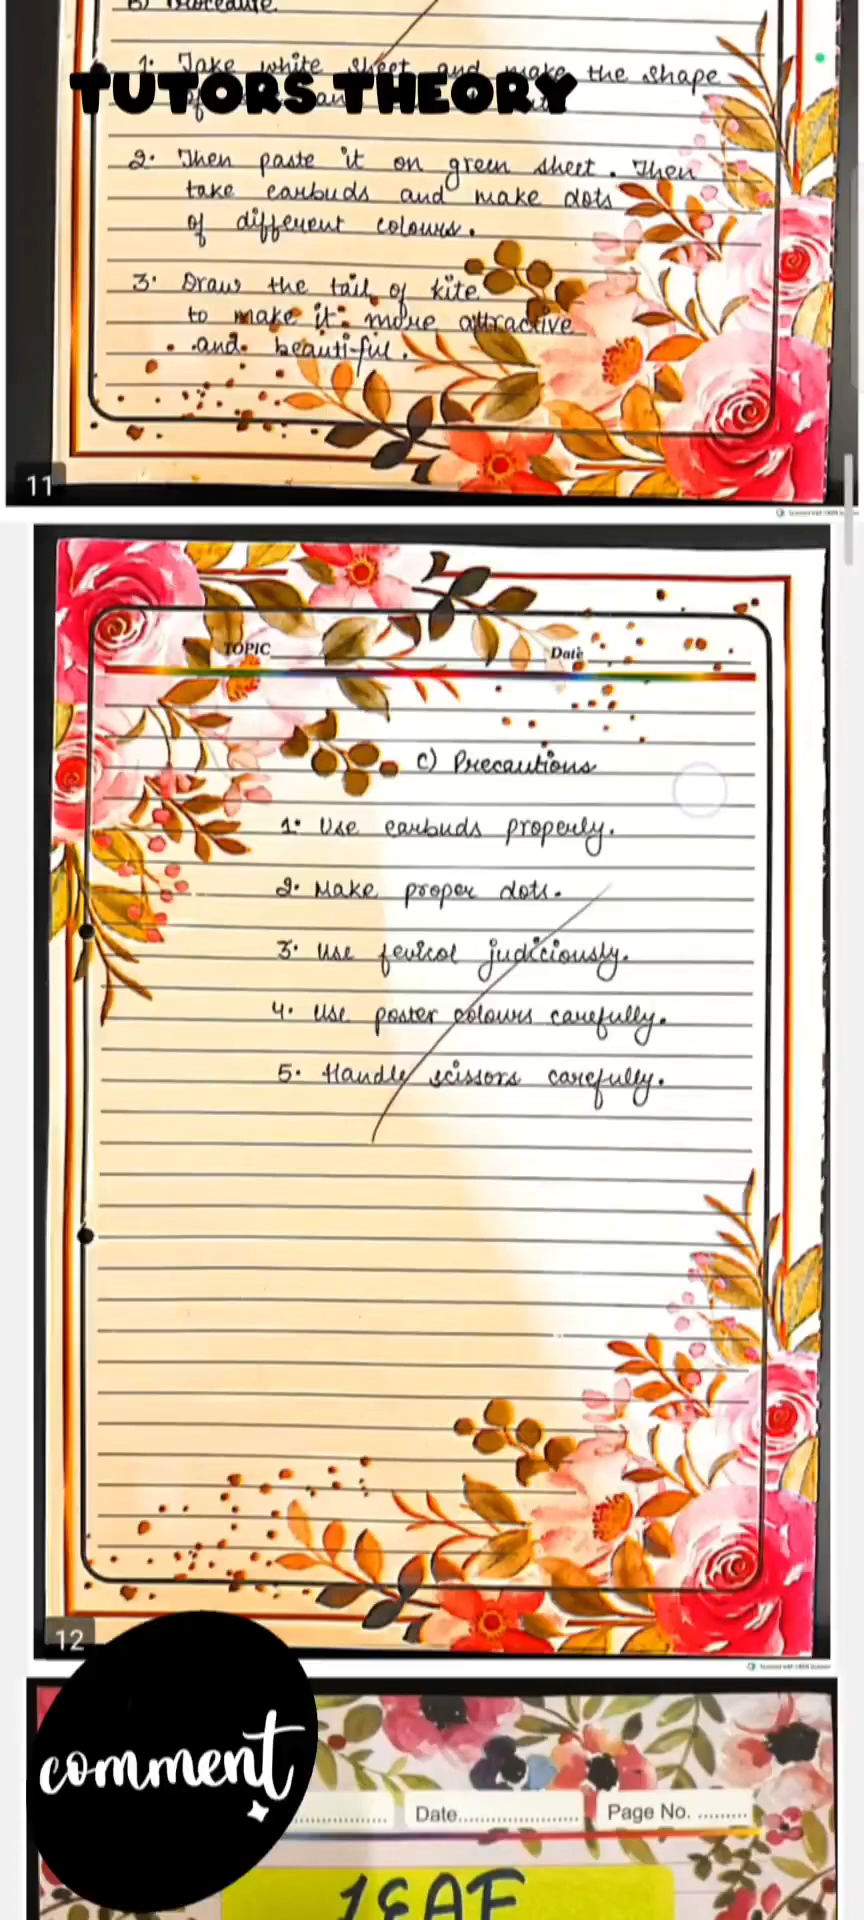 B) Procedure.
1. Take white sheet and make the shape
TUTORS THEORY
of
2. Then paste it on green sheet. Then
take earbuds and make dots
of different colours.
3. Draw the tail of kite
to make it more attractive
and beautiful.
11
TOPIC Date
C) Precautions
1. Use earbuds properly.
2. Make proper dots.
3. Use fevicol judiciously.
4. Use poster colours carefully.
5. Handle scissors carefully.
12
comment
Date.................... Page No. .........
LEAF